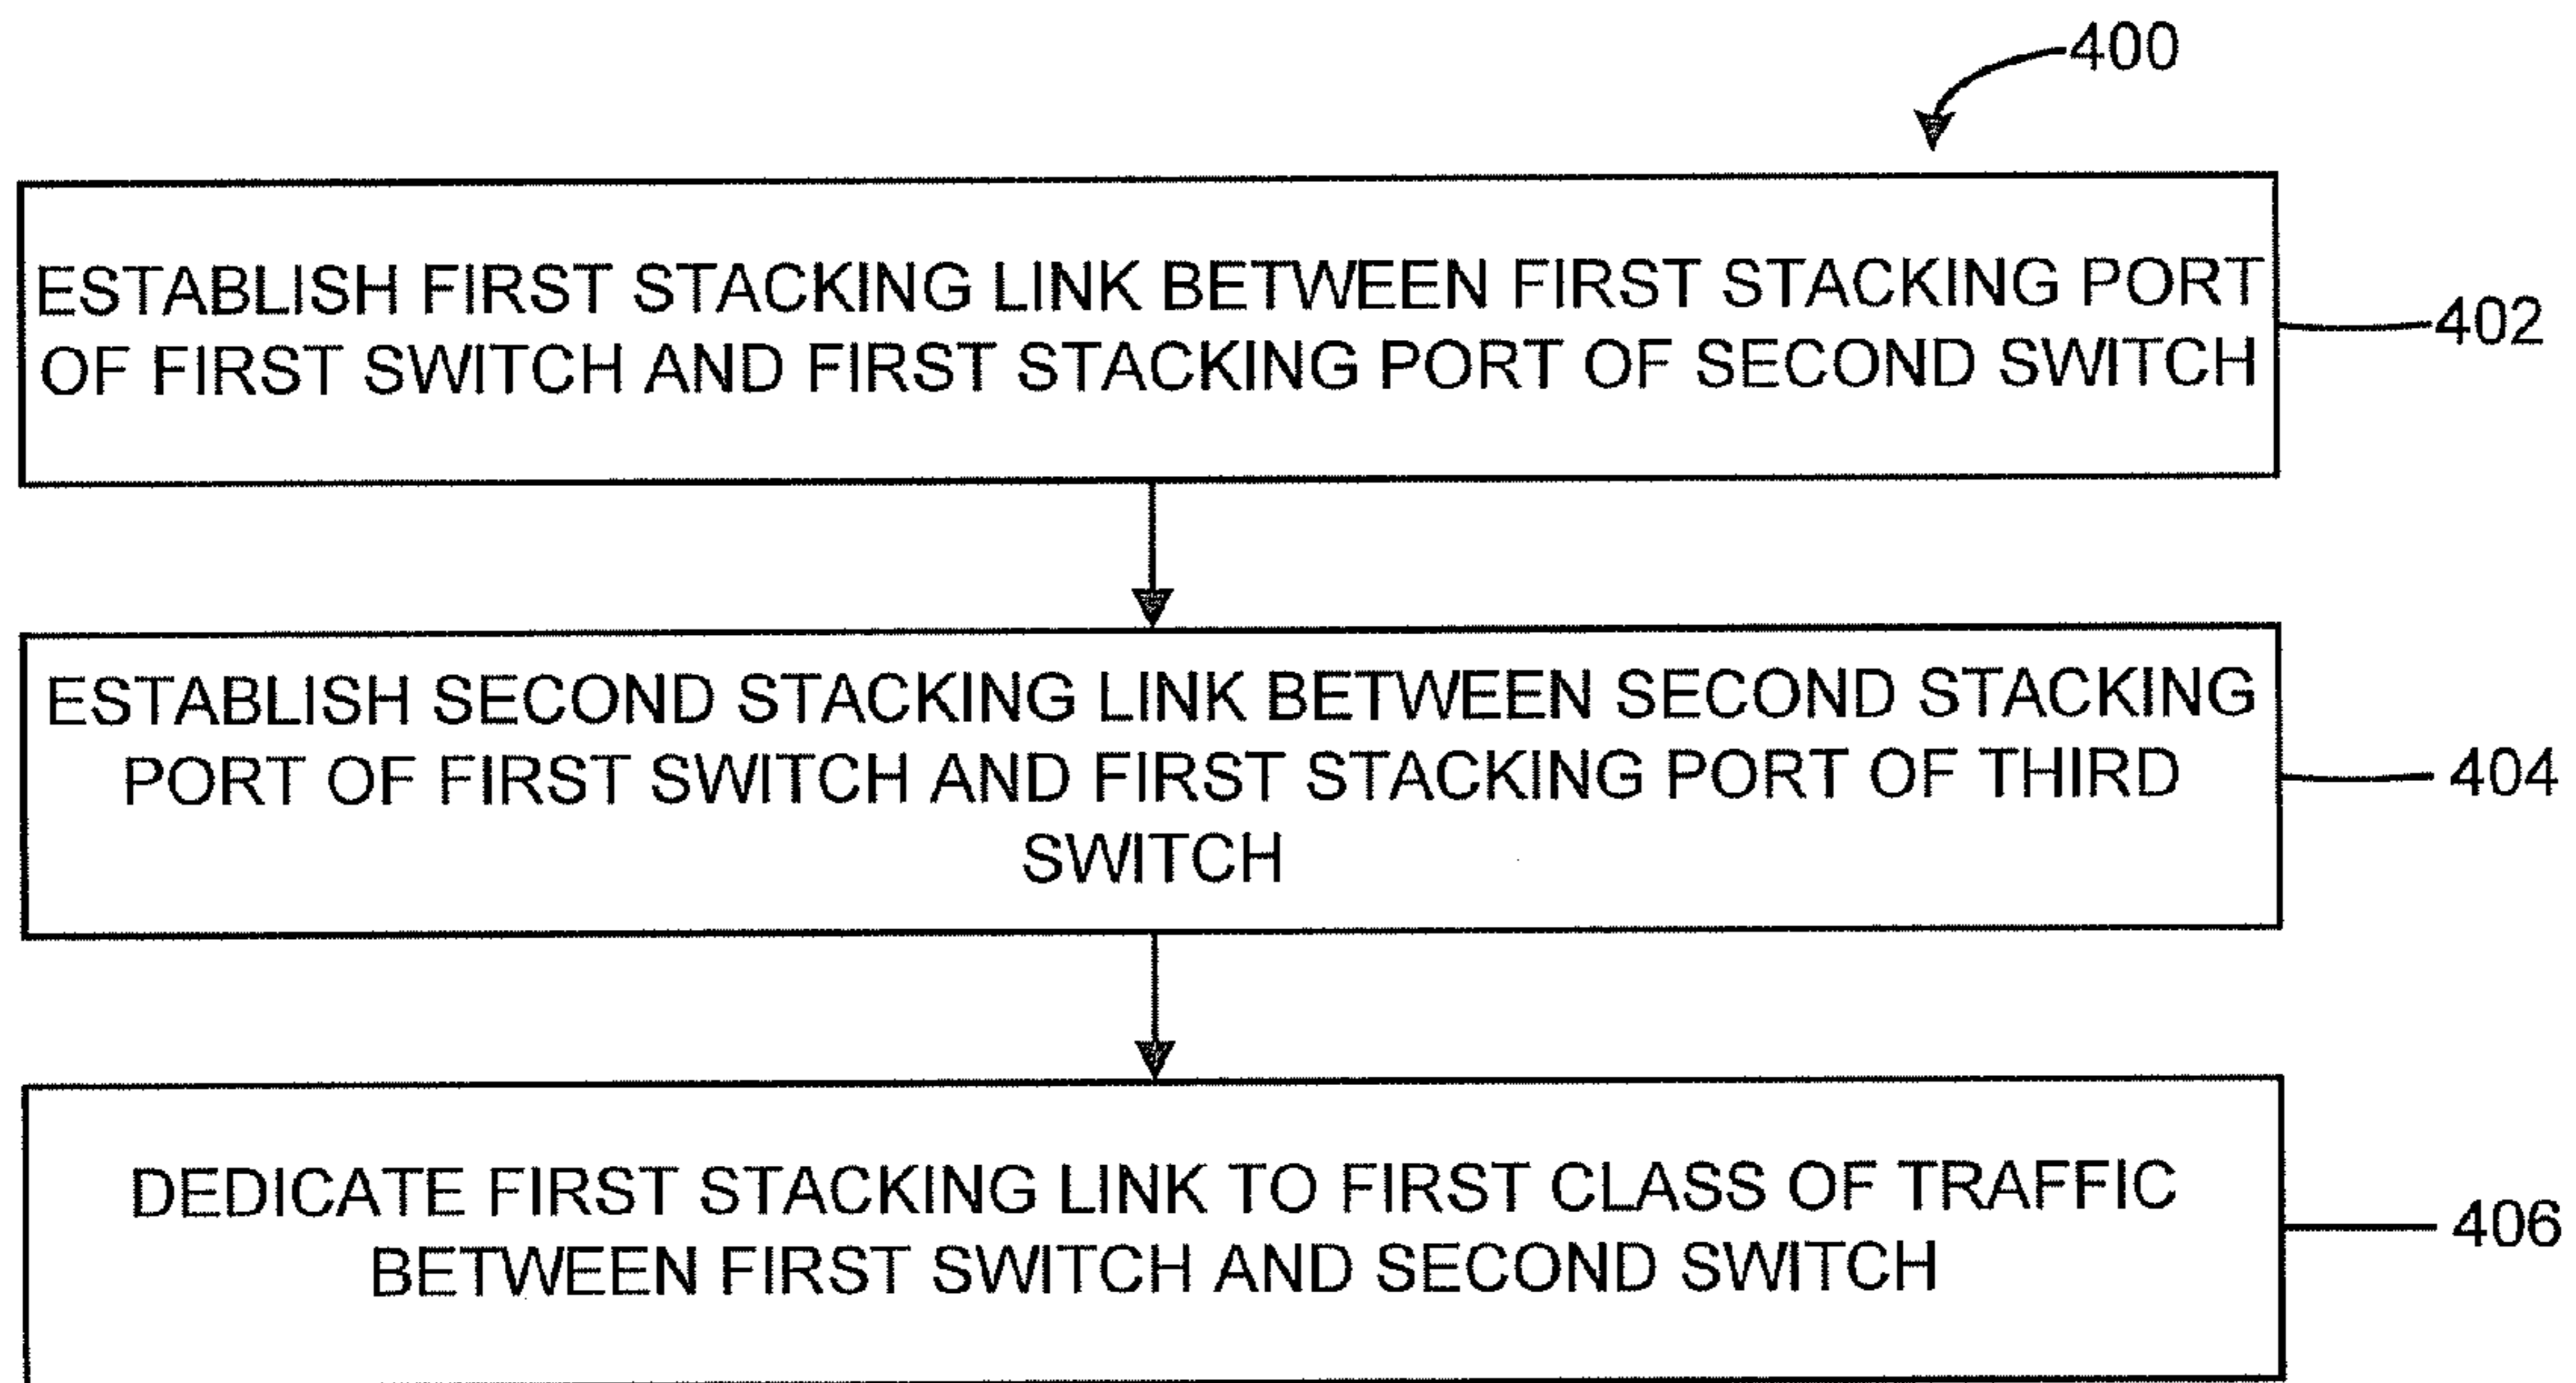 400
ESTABLISH FIRST STACKING LINK BETWEEN FIRST STACKING PORT
OF FIRST SWITCH AND FIRST STACKING PORT OF SECOND SWITCH
402
ESTABLISH SECOND STACKING LINK BETWEEN SECOND STACKING
PORT OF FIRST SWITCH AND FIRST STACKING PORT OF THIRD
SWITCH
404
DEDICATE FIRST STACKING LINK TO FIRST CLASS OF TRAFFIC
BETWEEN FIRST SWITCH AND SECOND SWITCH
406